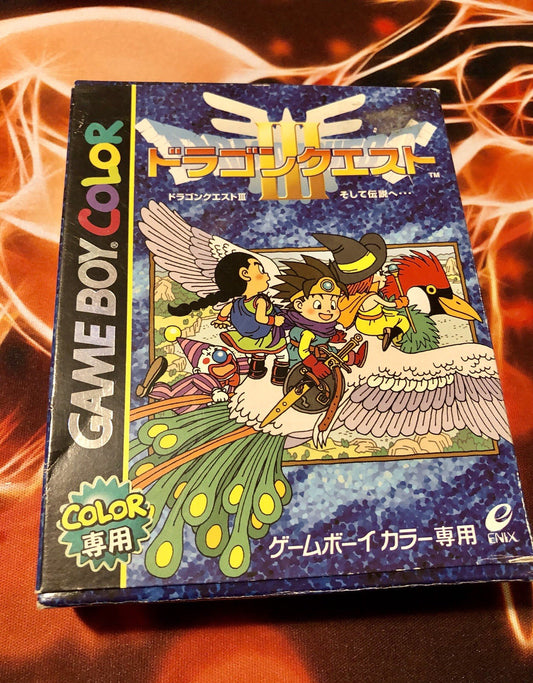 GAME BOY COLOR
III
ドラゴンクエスト™
ドラゴンクエストIII そして伝説へ・・・
COLOR
専用
ゲームボーイ カラー専用
e
ENIX